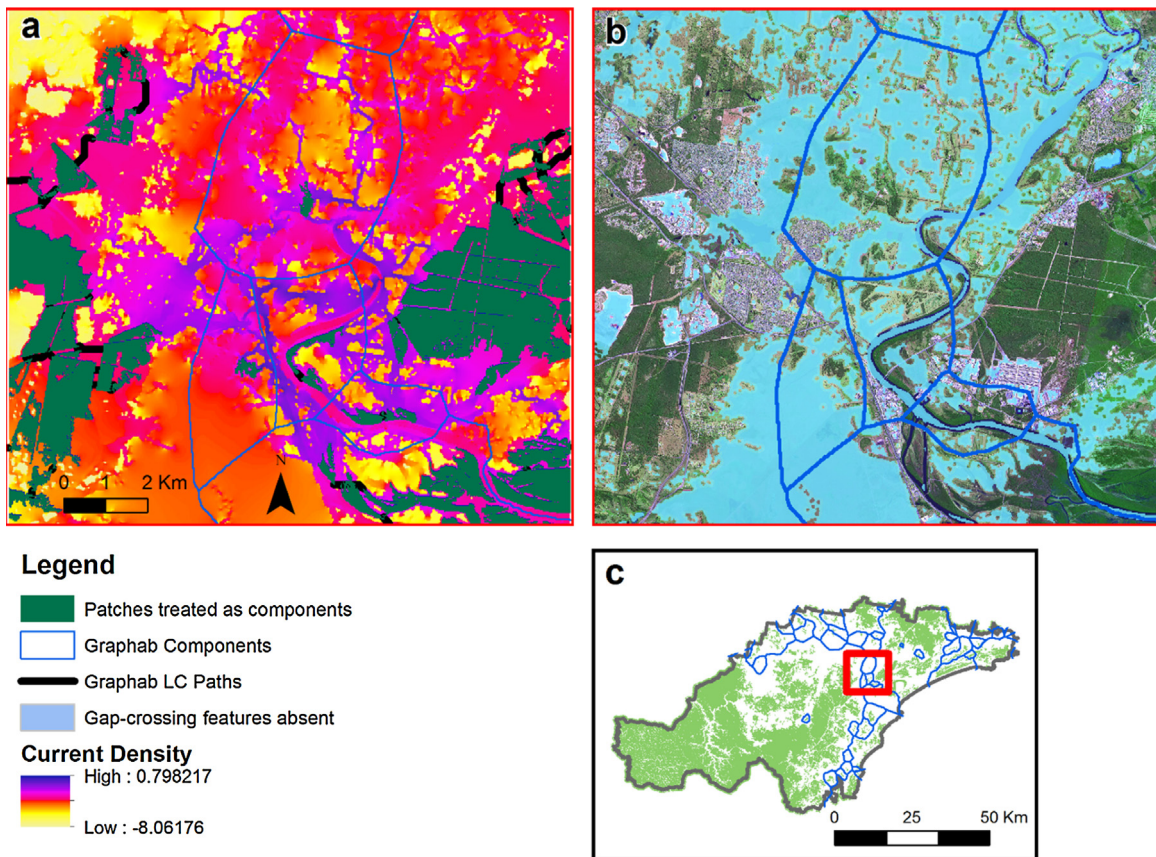 a
b
N
0 1 2 Km
Legend
Patches treated as components
Graphab Components
Graphab LC Paths
Gap-crossing features absent
Current Density
High : 0.798217
Low : -8.06176
c
0 25 50 Km